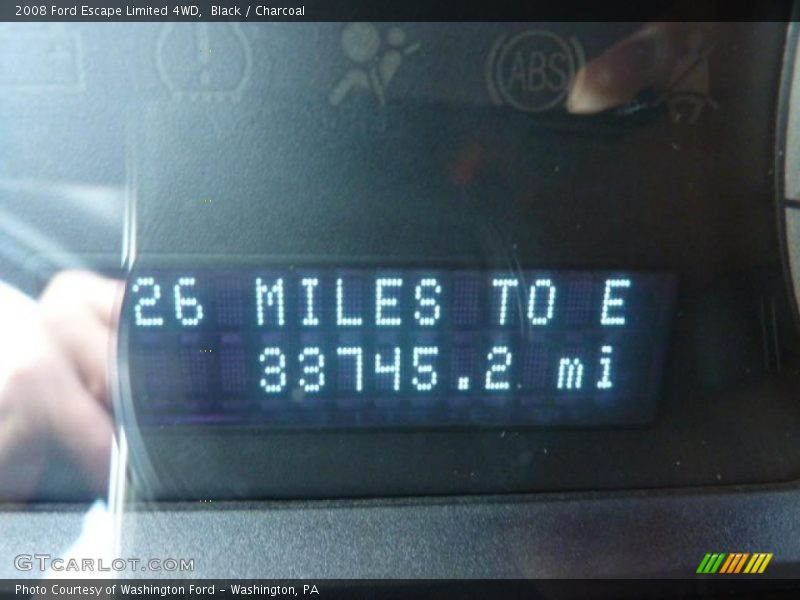 2008 Ford Escape Limited 4WD, Black / Charcoal
ABS
26 MILES TO E
33745.2 mi
GTCARLOT.COM
Photo Courtesy of Washington Ford - Washington, PA